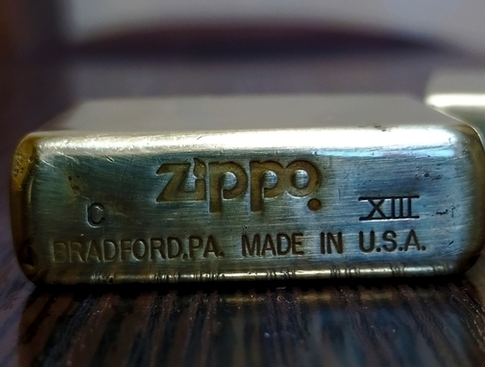 zippo
C XIII
BRADFORD,PA. MADE IN U.S.A.